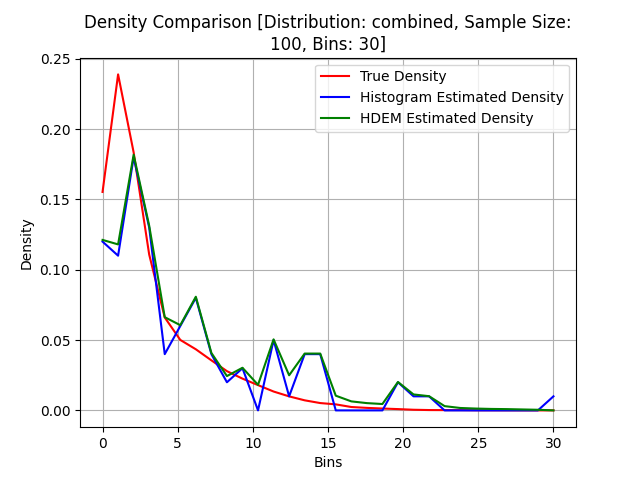 Density Comparison [Distribution: combined, Sample Size:
100, Bins: 30]
True Density
Histogram Estimated Density
HDEM Estimated Density
Density
0.25
0.20
0.15
0.10
0.05
0.00
0 5 10 15 20 25 30
Bins